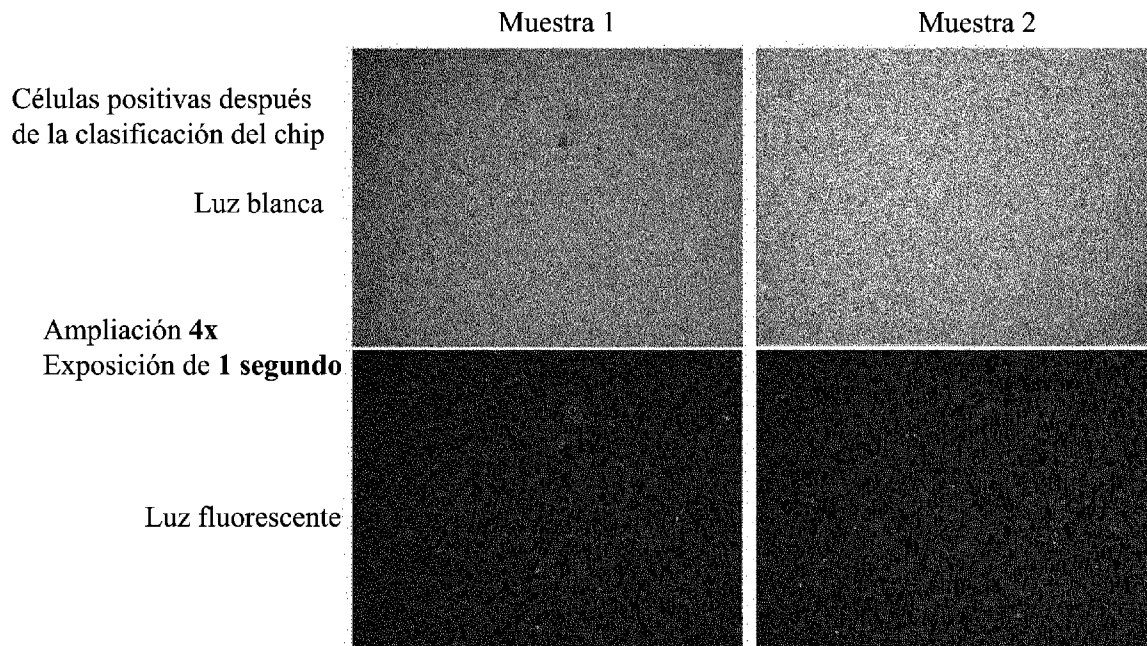 Muestra 1
Muestra 2
Células positivas después
de la clasificación del chip
Luz blanca
Ampliación 4x
Exposición de 1 segundo
Luz fluorescente